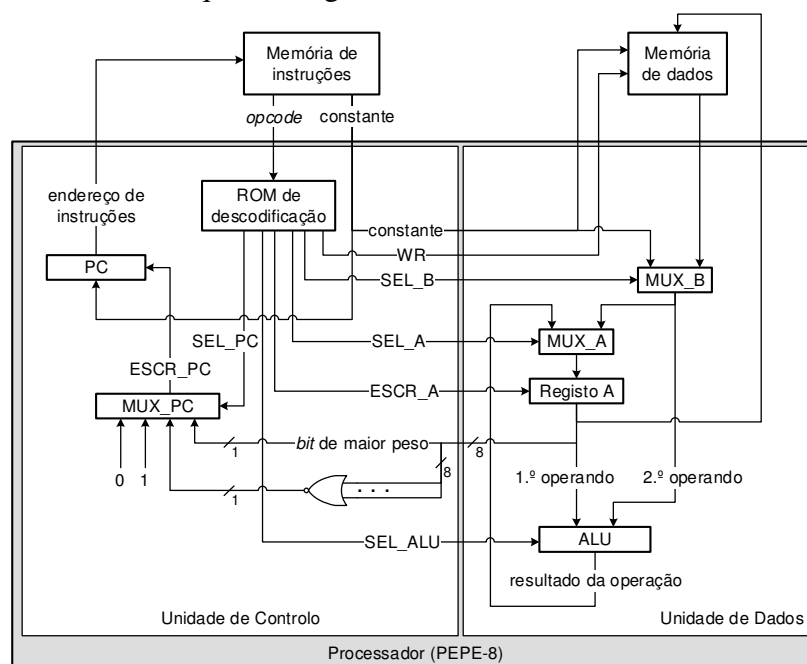 Memória de
instruções
Memória
de dados
opcode
constante
endereço de
instruções
ROM de
descodificação
constante
WR
PC
SEL_B
MUX_B
SEL_PC
SEL_A
MUX_A
ESCR_PC
ESCR_A
Registo A
MUX_PC
1
bit de maior peso
8
8
0
1
1
. . .
1.º operando
2.º operando
SEL_ALU
ALU
resultado da operação
Unidade de Controlo
Unidade de Dados
Processador (PEPE-8)